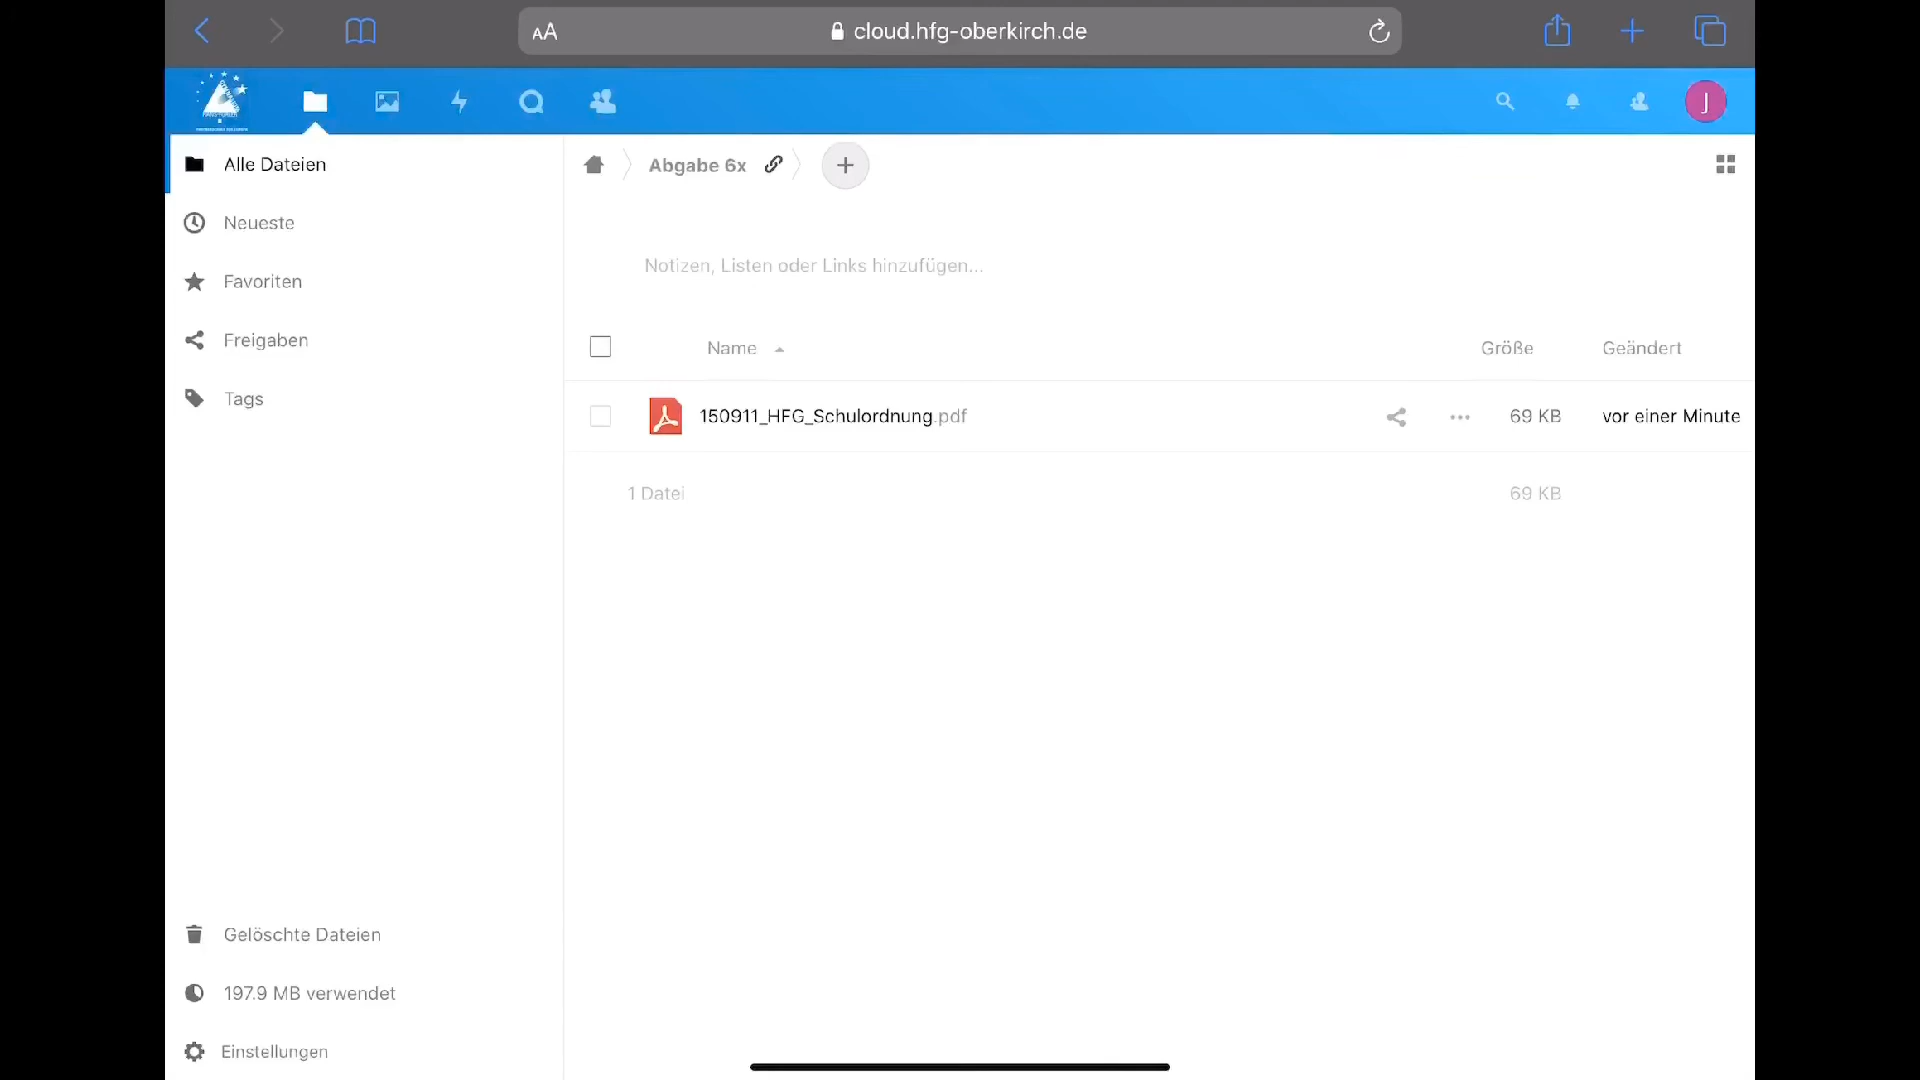 AA
cloud.hfg-oberkirch.de
J
Alle Dateien
Abgabe 6x
Neueste
Notizen, Listen oder Links hinzufügen...
Favoriten
Freigaben
Name
Größe
Geändert
Tags
150911_HFG_Schulordnung.pdf
69 KB
vor einer Minute
1 Datei
69 KB
Gelöschte Dateien
197.9 MB verwendet
Einstellungen